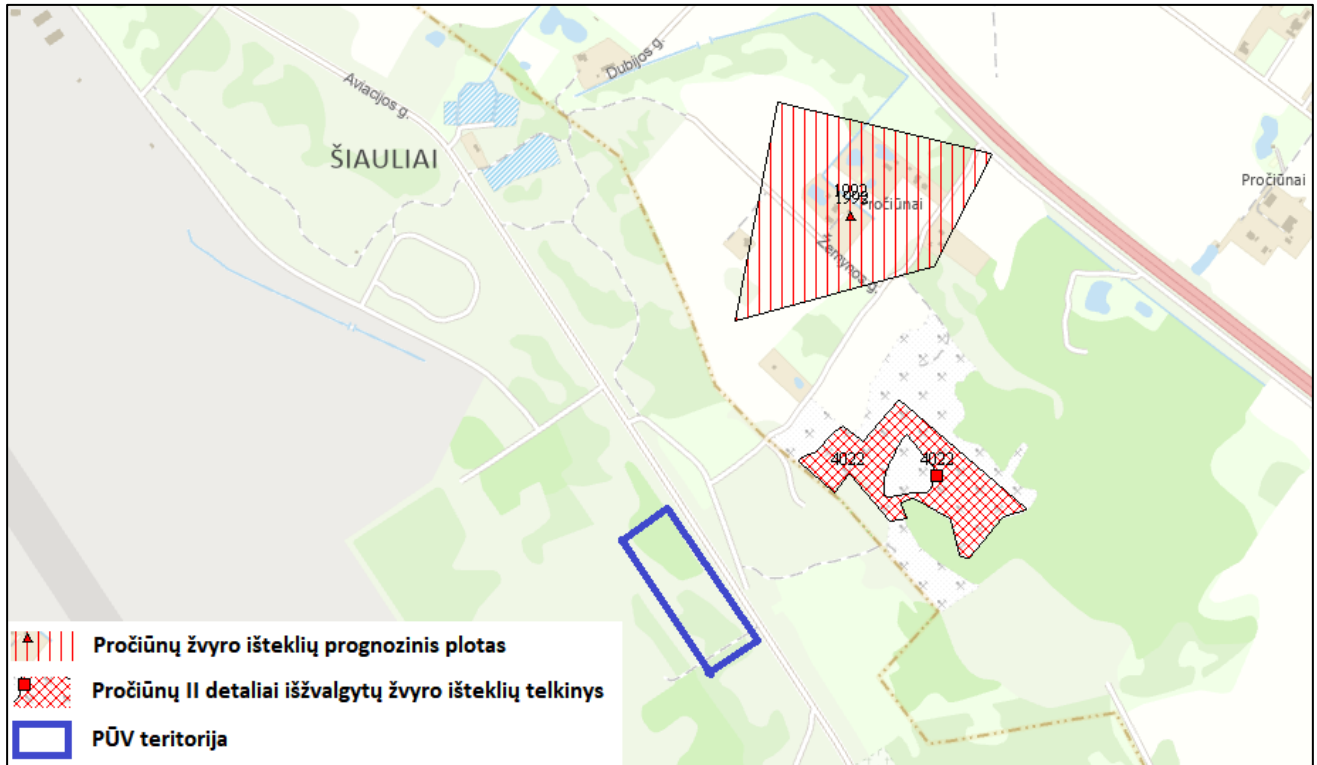 Dubijos g.
Aviacijos g.
ŠIAULIAI
Pročiūnai
1993
1993
Pročiūnai
Žemynos g.
4022
4022
Pročiūnų žvyro išteklių prognozinis plotas
Pročiūnų II detaliai išžvalgytų žvyro išteklių telkinys
PŪV teritorija